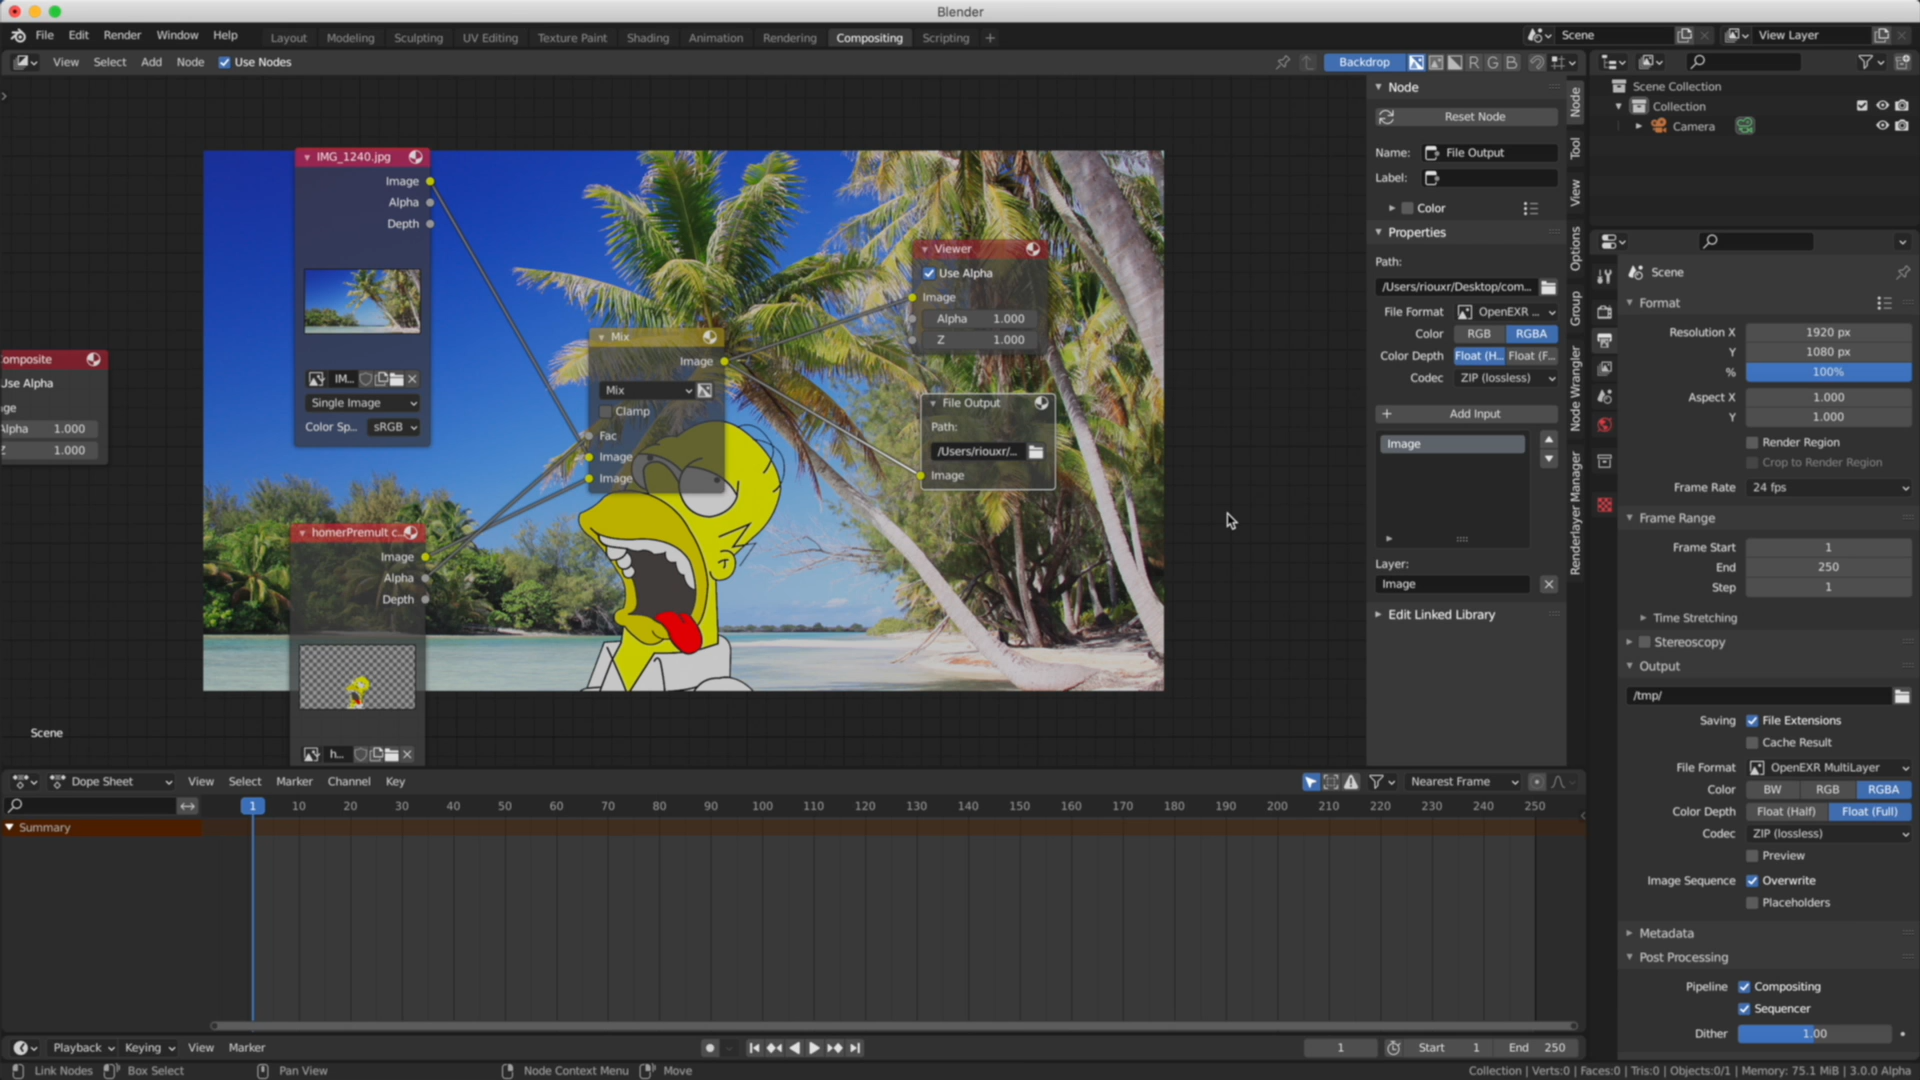 Blender
File Edit Render Window Help
Layout Modeling Sculpting UV Editing Texture Paint Shading Animation Rendering Compositing Scripting +
Scene
View Layer
View Select Add Node Use Nodes
Backdrop
R G B
Scene Collection
Collection
Camera
Node
Reset Node
Name: File Output
Label:
Color
Properties
Path:
/Users/riouxr/Desktop/com...
File Format OpenEXR ...
Color RGB RGBA
Color Depth Float (H... Float (F...
Codec ZIP (lossless)
Add Input
Image
Layer:
Image
Edit Linked Library
Node
Tool
View
Options
Group
Node Wrangler
Renderlayer Manager
IMG_1240.jpg
Image
Alpha
Depth
IM...
Single Image
Color Sp... sRGB
omposite
Use Alpha
ge
Alpha 1.000
Z 1.000
Mix
Image
Mix
Clamp
Fac
Image
Image
Viewer
Use Alpha
Image
Alpha 1.000
Z 1.000
File Output
Path:
/Users/riouxr/...
Image
homerPremult c...
Image
Alpha
Depth
h...
Scene
Scene
Format
Resolution X 1920 px
Y 1080 px
% 100%
Aspect X 1.000
Y 1.000
Render Region
Crop to Render Region
Frame Rate 24 fps
Frame Range
Frame Start 1
End 250
Step 1
Time Stretching
Stereoscopy
Output
/tmp/
Saving File Extensions
Cache Result
File Format OpenEXR MultiLayer
Color BW RGB RGBA
Color Depth Float (Half) Float (Full)
Codec ZIP (lossless)
Preview
Image Sequence Overwrite
Placeholders
Metadata
Post Processing
Pipeline Compositing
Sequencer
Dither 1.00
Dope Sheet View Select Marker Channel Key
Nearest Frame
1 10 20 30 40 50 60 70 80 90 100 110 120 130 140 150 160 170 180 190 200 210 220 230 240 250
Summary
Playback Keying View Marker
1 Start 1 End 250
Link Nodes Box Select Pan View Node Context Menu Move
Collection | Verts:0 | Faces:0 | Tris:0 | Objects:0/1 | Memory: 75.1 MiB | 3.0.0 Alpha